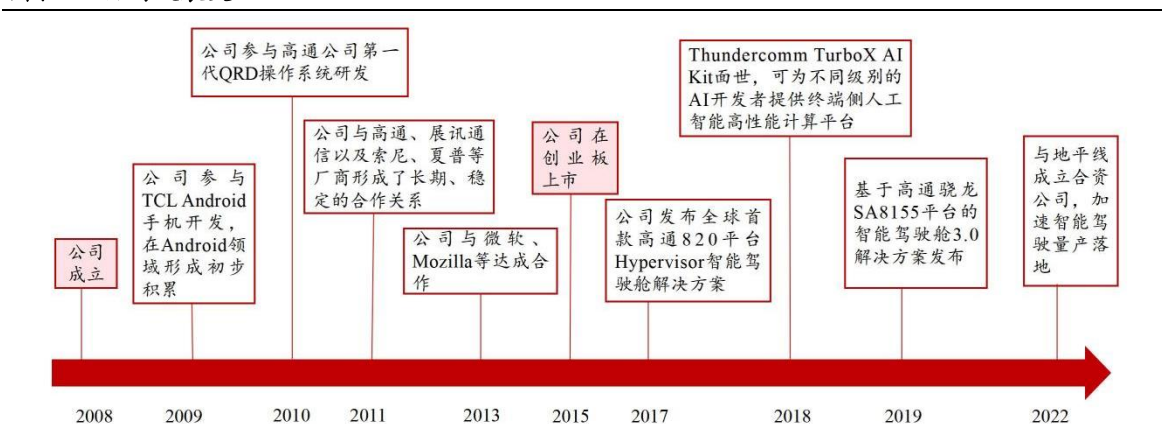 公司参与高通公司第一
代QRD操作系统研发
Thundercomm TurboX AI
Kit面世，可为不同级别的
AI开发者提供终端侧人工
智能高性能计算平台
公司与高通、展讯通
信以及索尼、夏普等
厂商形成了长期、稳
定的合作关系
公司在
创业板
上市
与地平线
成立合资
公司，加
速智能驾
驶量产落
地
公司参与
TCL Android
手机开发，
在Android领
域形成初步
积累
基于高通骁龙
SA8155平台的
智能驾驶舱3.0
解决方案发布
公司发布全球首
款高通820平台
Hypervisor智能驾
驶舱解决方案
公司与微软、
Mozilla等达成合
作
公司
成立
2008
2009
2010
2011
2013
2015
2017
2018
2019
2022